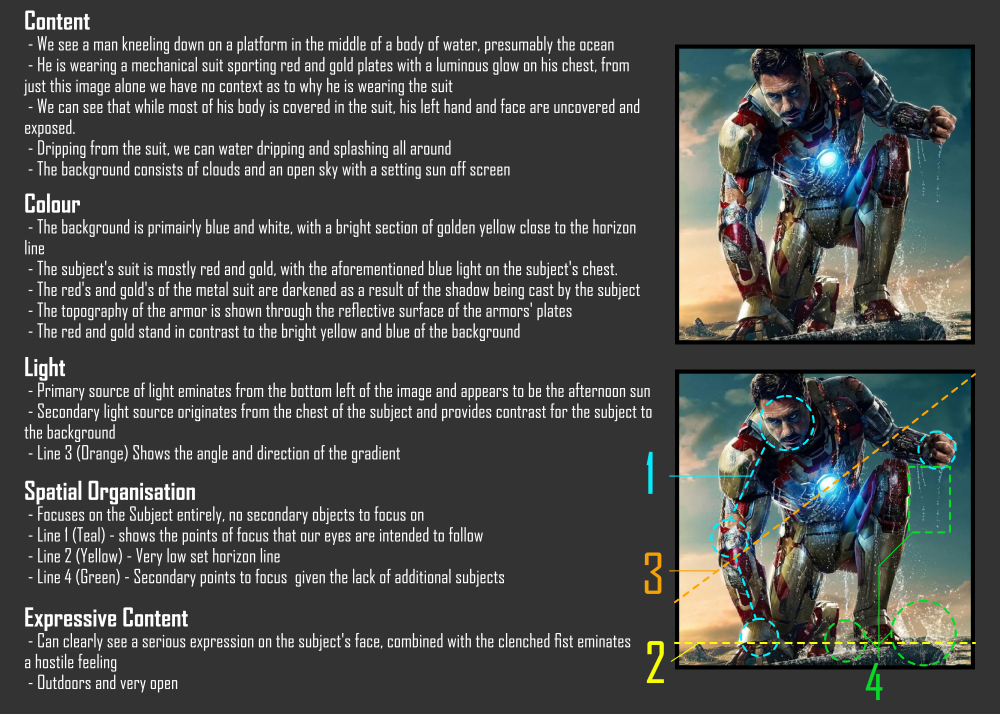 Content
- We see a man kneeling down on a platform in the middle of a body of water, presumably the ocean
- He is wearing a mechanical suit sporting red and gold plates with a luminous glow on his chest, from
just this image alone we have no context as to why he is wearing the suit
- We can see that while most of his body is covered in the suit, his left hand and face are uncovered and
exposed.
- Dripping from the suit, we can water dripping and splashing all around
- The background consists of clouds and an open sky with a setting sun off screen
Colour
- The background is primairly blue and white, with a bright section of golden yellow close to the horizon
line
- The subject's suit is mostly red and gold, with the aforementioned blue light on the subject's chest.
- The red's and gold's of the metal suit are darkened as a result of the shadow being cast by the subject
- The topography of the armor is shown through the reflective surface of the armors' plates
- The red and gold stand in contrast to the bright yellow and blue of the background
Light
- Primary source of light eminates from the bottom left of the image and appears to be the afternoon sun
- Secondary light source originates from the chest of the subject and provides contrast for the subject to
the background
- Line 3 (Orange) Shows the angle and direction of the gradient
Spatial Organisation
- Focuses on the Subject entirely, no secondary objects to focus on
- Line 1 (Teal) - shows the points of focus that our eyes are intended to follow
- Line 2 (Yellow) - Very low set horizon line
- Line 4 (Green) - Secondary points to focus  given the lack of additional subjects
Expressive Content
- Can clearly see a serious expression on the subject's face, combined with the clenched fist eminates
a hostile feeling
- Outdoors and very open
1
3
2
4